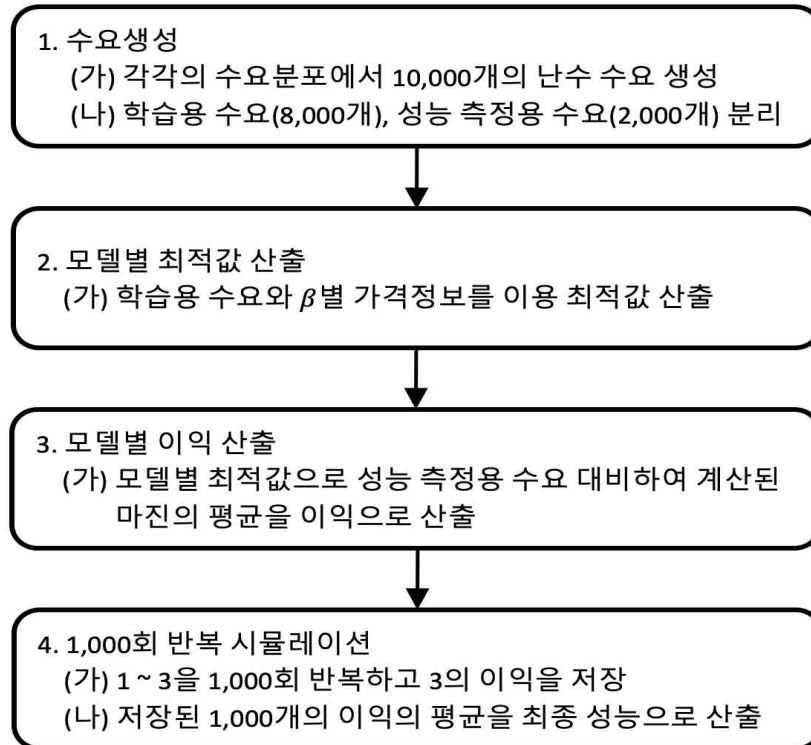 1. 수요생성
(가) 각각의 수요분포에서 10,000개의 난수 수요 생성
(나) 학습용 수요(8,000개), 성능 측정용 수요(2,000개) 분리
2. 모델별 최적값 산출
(가) 학습용 수요와 β별 가격정보를 이용 최적값 산출
3. 모델별 이익 산출
(가) 모델별 최적값으로 성능 측정용 수요 대비하여 계산된
마진의 평균을 이익으로 산출
4. 1,000회 반복 시뮬레이션
(가) 1 ~ 3을 1,000회 반복하고 3의 이익을 저장
(나) 저장된 1,000개의 이익의 평균을 최종 성능으로 산출